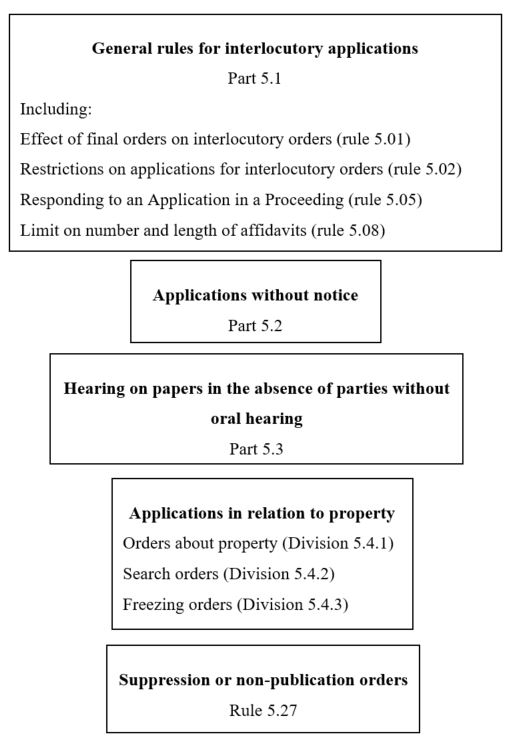 General rules for interlocutory applications
Part 5.1
Including:
Effect of final orders on interlocutory orders (rule 5.01)
Restrictions on applications for interlocutory orders (rule 5.02)
Responding to an Application in a Proceeding (rule 5.05)
Limit on number and length of affidavits (rule 5.08)
Applications without notice
Part 5.2
Hearing on papers in the absence of parties without
oral hearing
Part 5.3
Applications in relation to property
Orders about property (Division 5.4.1)
Search orders (Division 5.4.2)
Freezing orders (Division 5.4.3)
Suppression or non-publication orders
Rule 5.27